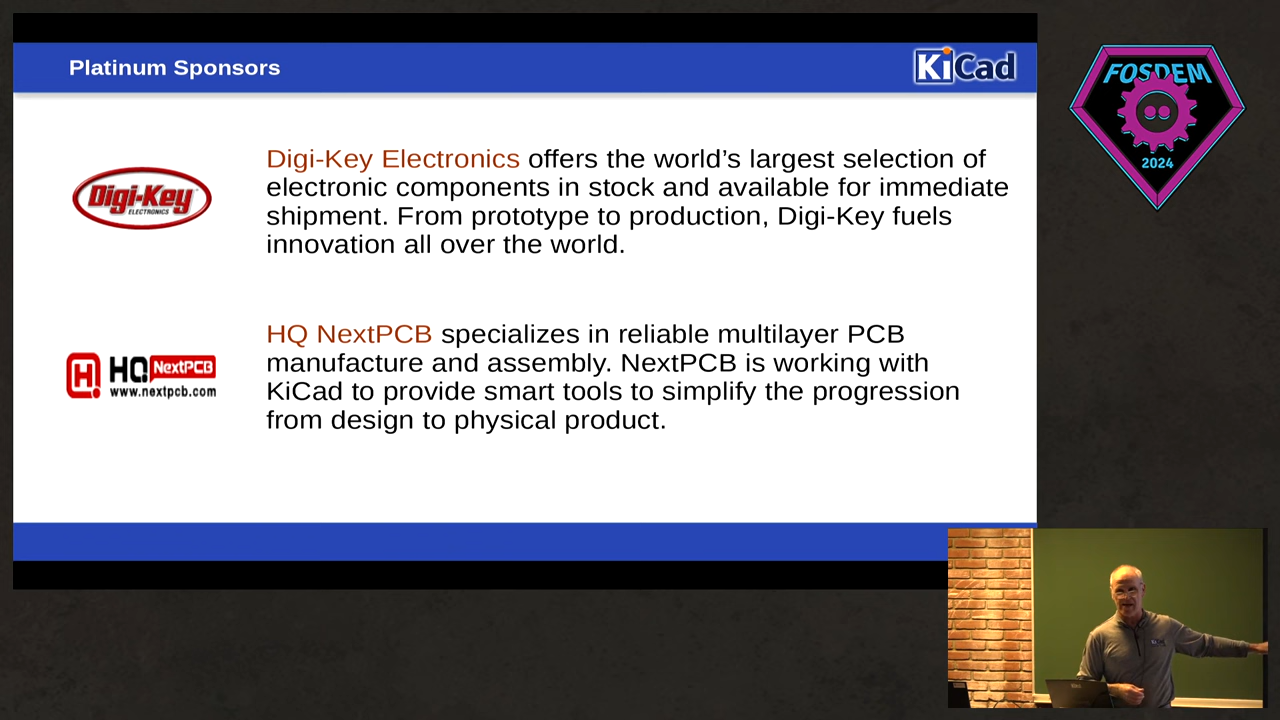 Platinum Sponsors
KiCad
FOSDEM
2024
Digi-Key Electronics offers the world’s largest selection of
electronic components in stock and available for immediate
shipment. From prototype to production, Digi-Key fuels
innovation all over the world.
Digi-Key
ELECTRONICS
HQ NextPCB specializes in reliable multilayer PCB
manufacture and assembly. NextPCB is working with
KiCad to provide smart tools to simplify the progression
from design to physical product.
HQ NextPCB
www.nextpcb.com